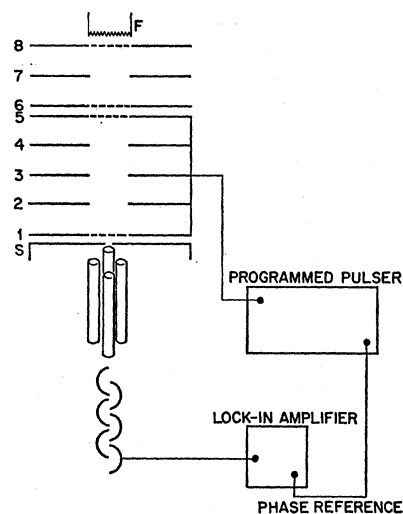 F
8
7
6
5
4
3
2
1
S
PROGRAMMED PULSER
LOCK-IN AMPLIFIER
PHASE REFERENCE